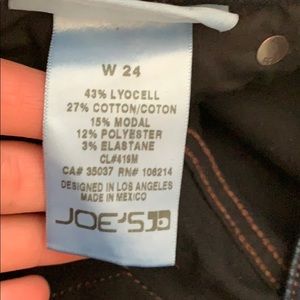 W 24
43% LYOCELL
27% COTTON/COTON
15% MODAL
12% POLYESTER
3% ELASTANE
CL#419M
CA# 35037 RN# 106214
DESIGNED IN LOS ANGELES
MADE IN MEXICO
JOE'S